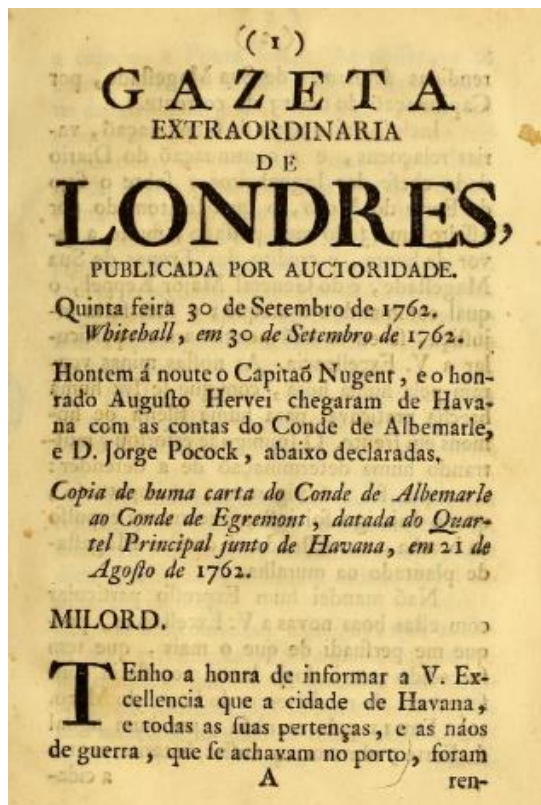 ( 1 )
GAZETA
EXTRAORDINARIA
DE
LONDRES,
PUBLICADA POR AUCTORIDADE.
Quinta feira 30 de Setembro de 1762.
Whitehall, em 30 de Setembro de 1762.
Hontem á noute o Capitaõ Nugent, e o hon-
rado Auguſto Hervei chegaram de Hava-
na com as contas do Conde de Albemarle,
e D. Jorge Pocock, abaixo declaradas.
Copia de huma carta do Conde de Albemarle
ao Conde de Egremont, datada do Quar-
tel Principal junto de Havana, em 21 de
Agoſto de 1762.
MILORD.
TEnho a honra de informar a V. Ex-
cellencia que a cidade de Havana,
e todas as ſuas pertenças, e as náos
de guerra, que ſe achavam no porto, foram
A ren-